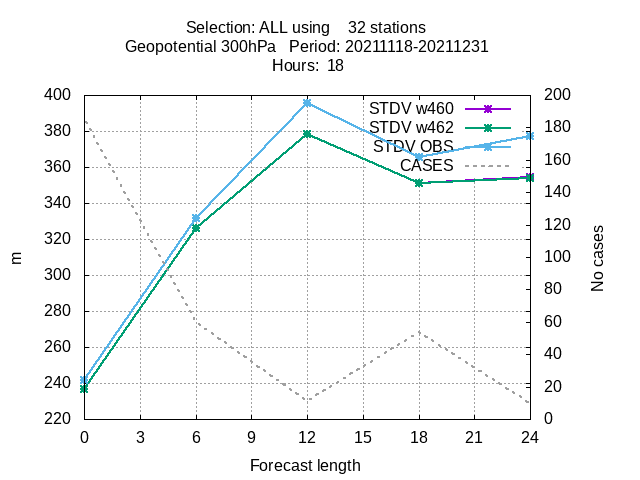 Selection: ALL using 32 stations
Geopotential 300hPa Period: 20211118-20211231
Hours: 18
400
380
360
340
320
300
280
260
240
220
m
STDV w460
STDV w462
STDV OBS
CASES
200
180
160
140
120
100
80
60
40
20
0
No cases
0 3 6 9 12 15 18 21 24
Forecast length